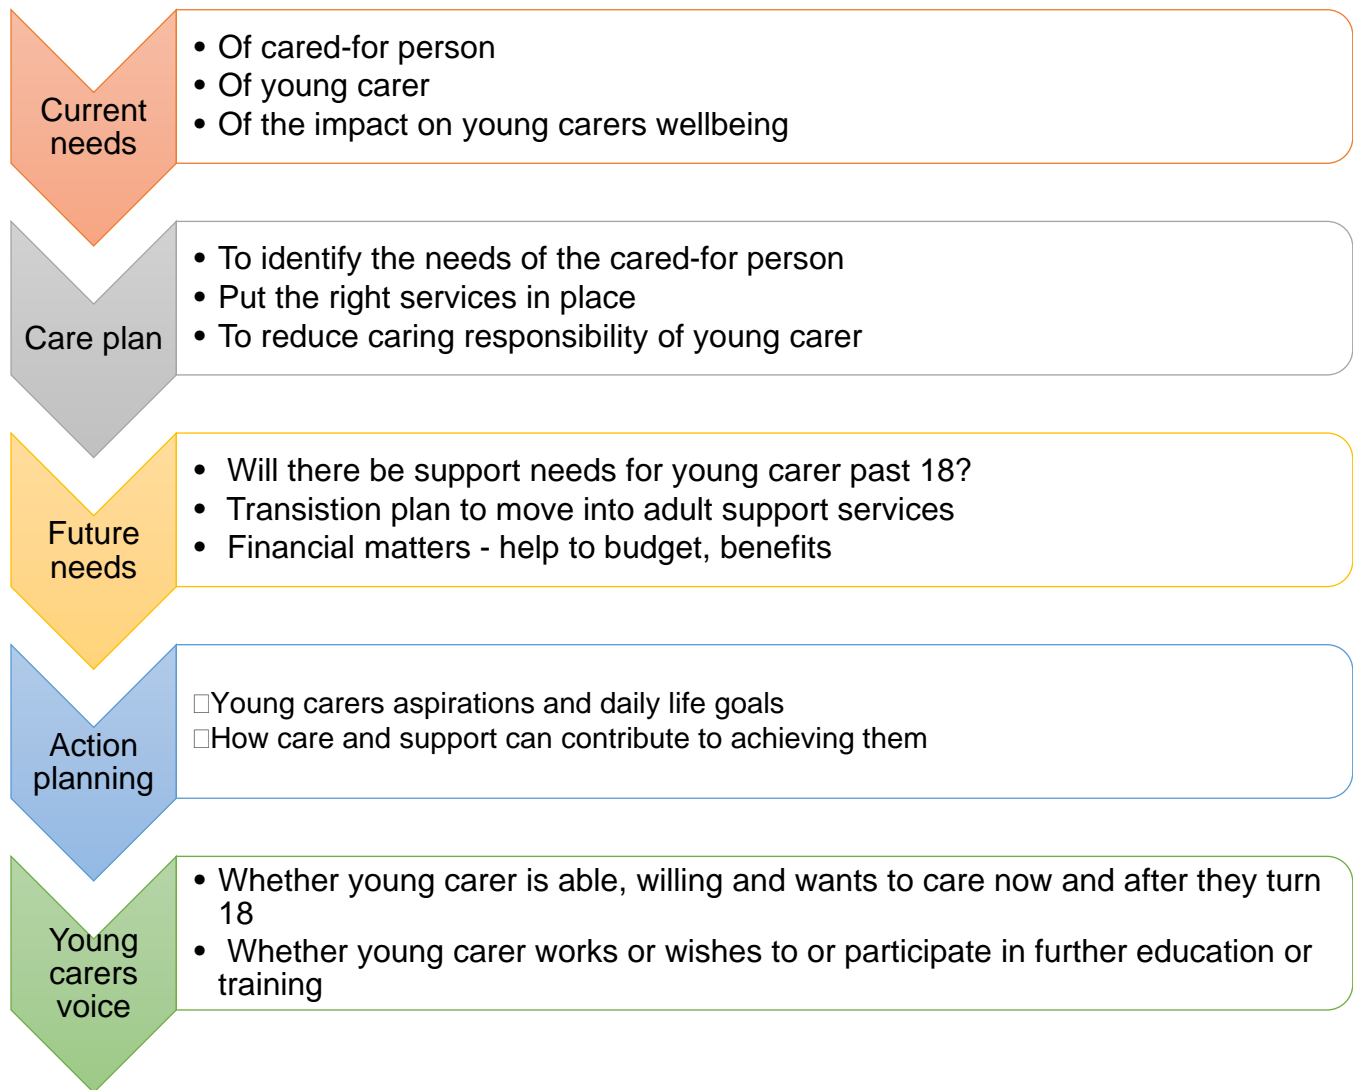 Current
needs
• Of cared-for person
• Of young carer
• Of the impact on young carers wellbeing
Care plan
• To identify the needs of the cared-for person
• Put the right services in place
• To reduce caring responsibility of young carer
Future
needs
• Will there be support needs for young carer past 18?
• Transistion plan to move into adult support services
• Financial matters - help to budget, benefits
Action
planning
□Young carers aspirations and daily life goals
□How care and support can contribute to achieving them
Young
carers
voice
• Whether young carer is able, willing and wants to care now and after they turn
18
• Whether young carer works or wishes to or participate in further education or
training